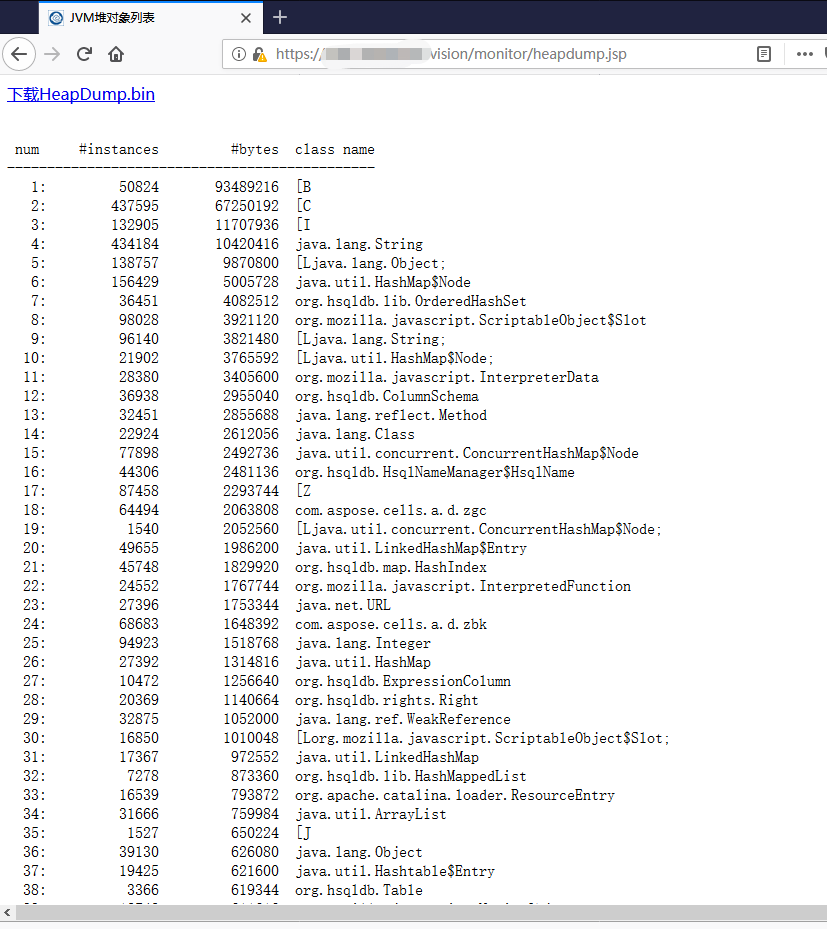 JVM堆对象列表
https:// vision/monitor/heapdump.jsp
下载HeapDump.bin
num #instances #bytes class name
----------------------------------------------
1: 50824 93489216 [B
2: 437595 67250192 [C
3: 132905 11707936 [I
4: 434184 10420416 java.lang.String
5: 138757 9870800 [Ljava.lang.Object;
6: 156429 5005728 java.util.HashMap$Node
7: 36451 4082512 org.hsqldb.lib.OrderedHashSet
8: 98028 3921120 org.mozilla.javascript.ScriptableObject$Slot
9: 96140 3821480 [Ljava.lang.String;
10: 21902 3765592 [Ljava.util.HashMap$Node;
11: 28380 3405600 org.mozilla.javascript.InterpreterData
12: 36938 2955040 org.hsqldb.ColumnSchema
13: 32451 2855688 java.lang.reflect.Method
14: 22924 2612056 java.lang.Class
15: 77898 2492736 java.util.concurrent.ConcurrentHashMap$Node
16: 44306 2481136 org.hsqldb.HsqlNameManager$HsqlName
17: 87458 2293744 [Z
18: 64494 2063808 com.aspose.cells.a.d.zgc
19: 1540 2052560 [Ljava.util.concurrent.ConcurrentHashMap$Node;
20: 49655 1986200 java.util.LinkedHashMap$Entry
21: 45748 1829920 org.hsqldb.map.HashIndex
22: 24552 1767744 org.mozilla.javascript.InterpretedFunction
23: 27396 1753344 java.net.URL
24: 68683 1648392 com.aspose.cells.a.d.zbk
25: 94923 1518768 java.lang.Integer
26: 27392 1314816 java.util.HashMap
27: 10472 1256640 org.hsqldb.ExpressionColumn
28: 20369 1140664 org.hsqldb.rights.Right
29: 32875 1052000 java.lang.ref.WeakReference
30: 16850 1010048 [Lorg.mozilla.javascript.ScriptableObject$Slot;
31: 17367 972552 java.util.LinkedHashMap
32: 7278 873360 org.hsqldb.lib.HashMappedList
33: 16539 793872 org.apache.catalina.loader.ResourceEntry
34: 31666 759984 java.util.ArrayList
35: 1527 650224 [J
36: 39130 626080 java.lang.Object
37: 19425 621600 java.util.Hashtable$Entry
38: 3366 619344 org.hsqldb.Table